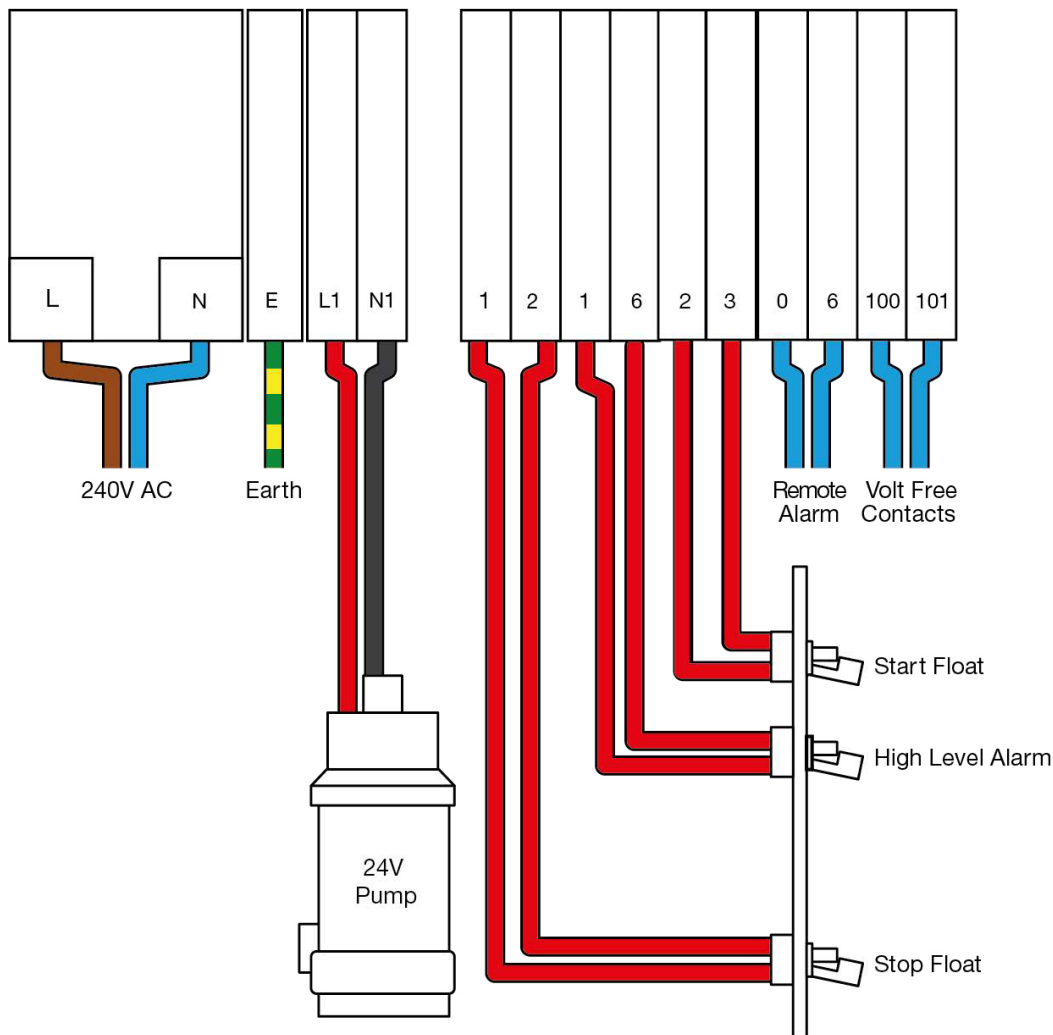 L
N
E
L1
N1
1
2
1
6
2
3
0
6
100
101
240V AC
Earth
Remote
Alarm
Volt Free
Contacts
Start Float
High Level Alarm
24V
Pump
Stop Float